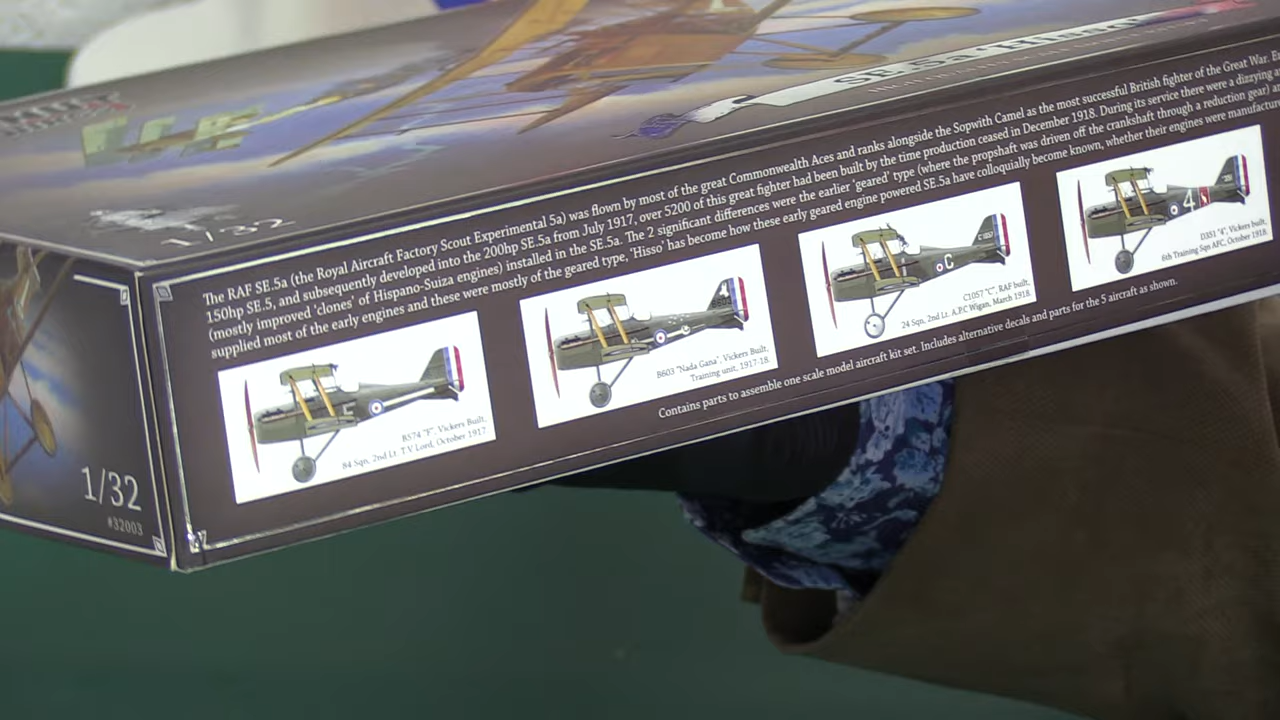 SE.5a "Hisso"
1/32
The RAF SE.5a (the Royal Aircraft Factory Scout Experimental 5a) was flown by most of the great Commonwealth Aces and ranks alongside the Sopwith Camel as the most successful British fighter of the Great War.
150hp SE.5, and subsequently developed into the 200hp SE.5a from July 1917, over 5200 of this great fighter had been built by the time production ceased in December 1918. During its service there were a dizzying
(mostly improved 'clones' of Hispano-Suiza engines) installed in the SE.5a. The 2 significant differences were the earlier 'geared' type (where the propshaft was driven off the crankshaft through a reduction gear)
supplied most of the early engines and these were mostly of the geared type, 'Hisso' has become how these early geared engine powered SE.5a have colloquially become known, whether their engines were
B574 "F", Vickers Built,
84 Sqn, 2nd Lt. T V Lord, October 1917
B603 "Nada Gana", Vickers Built,
Training unit, 1917-18.
C
C1057 "C", RAF built,
24 Sqn, 2nd Lt. A.P.C Wigan, March 1918.
4
D351 "4", Vickers built,
6th Training Sqn AFC, October 1918.
Contains parts to assemble one scale model aircraft kit set. Includes alternative decals and parts for the 5 aircraft as shown.
1/32
#32003